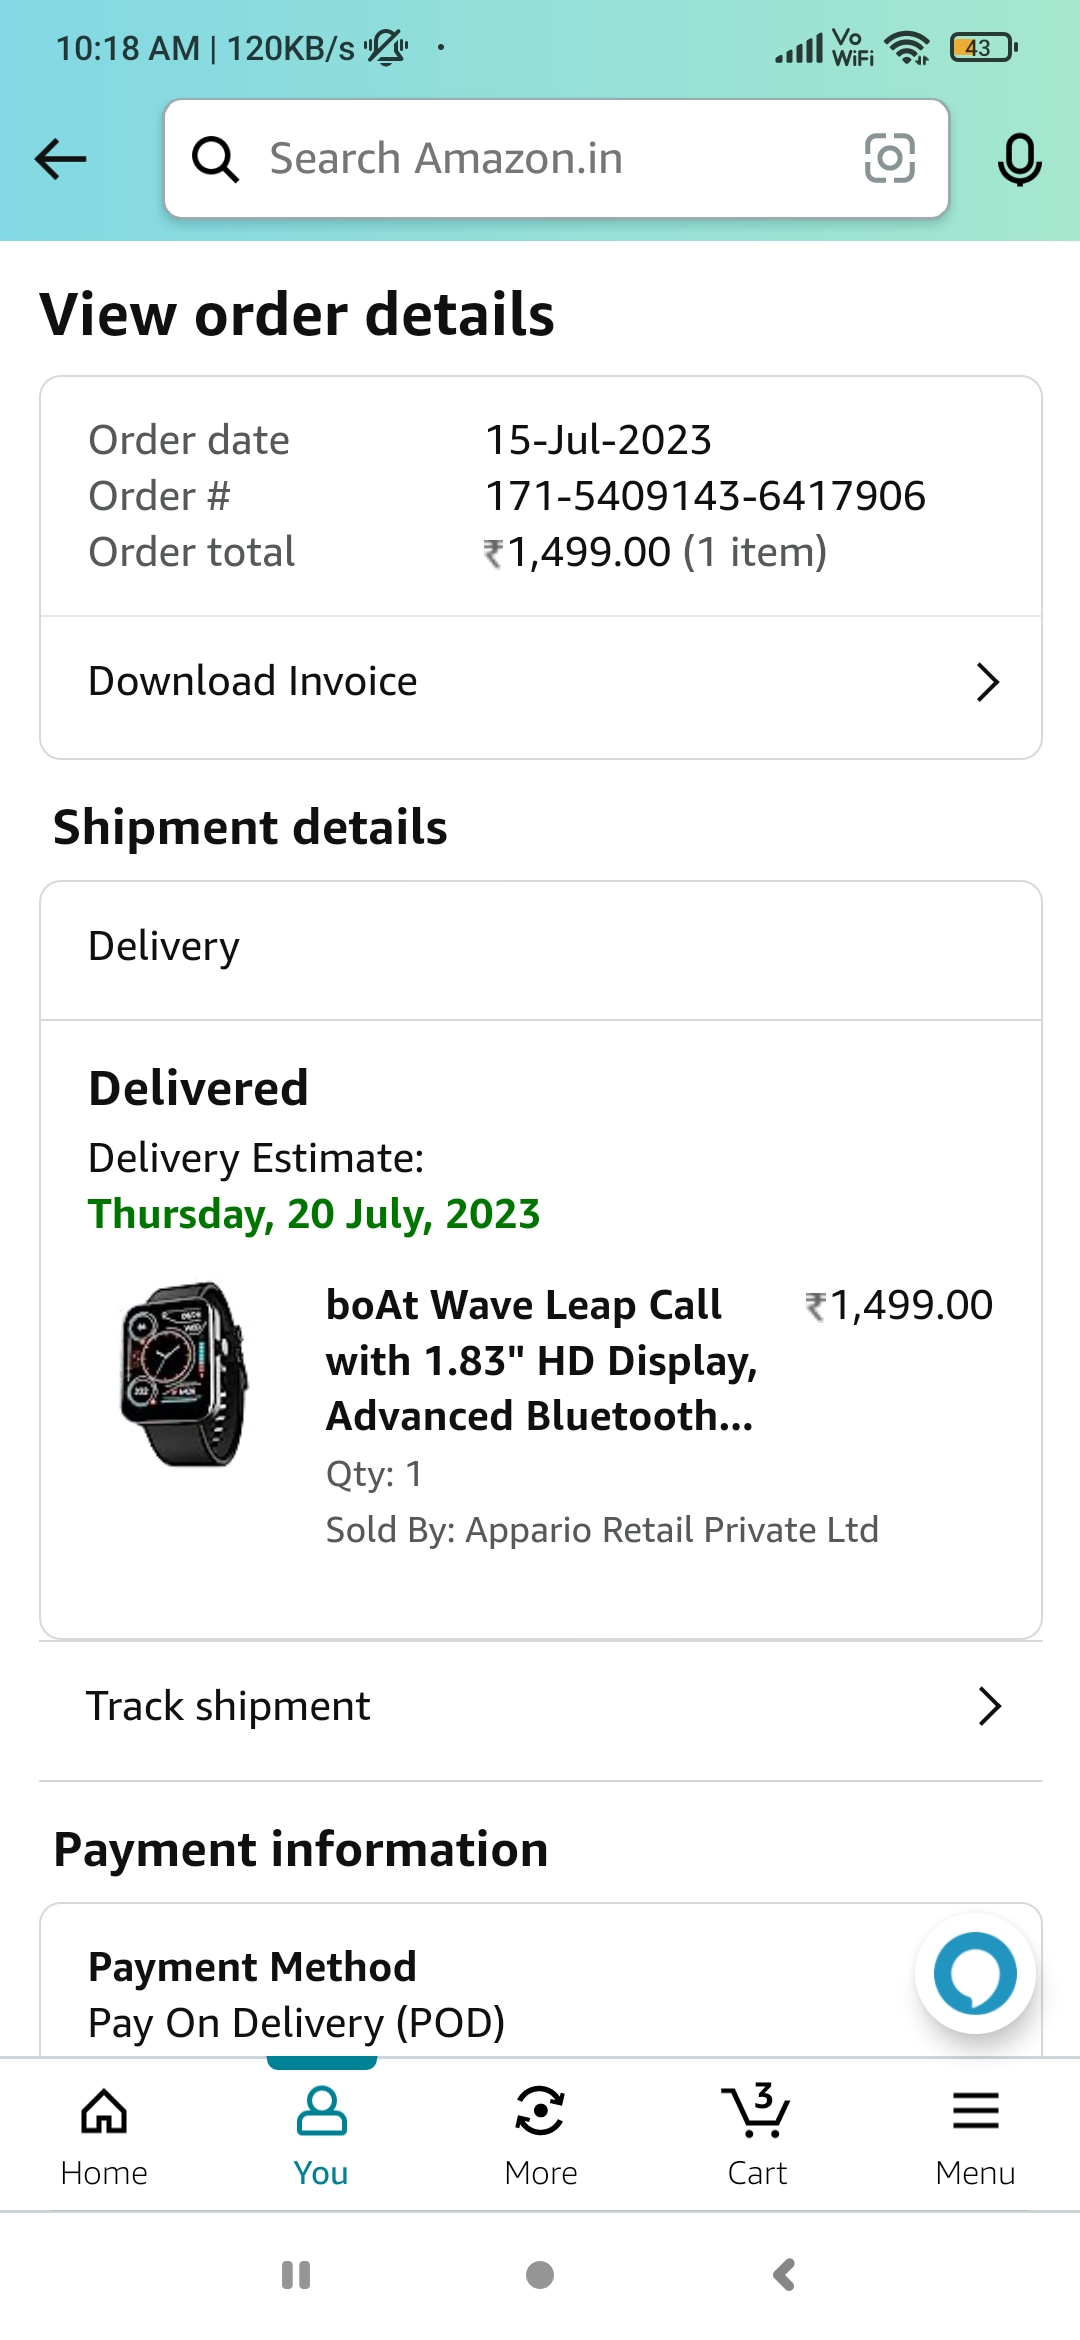 10:18 AM | 120KB/s
Vo
WiFi
43
Search Amazon.in
View order details
Order date 15-Jul-2023
Order # 171-5409143-6417906
Order total ₹1,499.00 (1 item)
Download Invoice
Shipment details
Delivery
Delivered
Delivery Estimate:
Thursday, 20 July, 2023
boAt Wave Leap Call ₹1,499.00
with 1.83" HD Display,
Advanced Bluetooth...
Qty: 1
Sold By: Appario Retail Private Ltd
Track shipment
Payment information
Payment Method
Pay On Delivery (POD)
3
Home You More Cart Menu